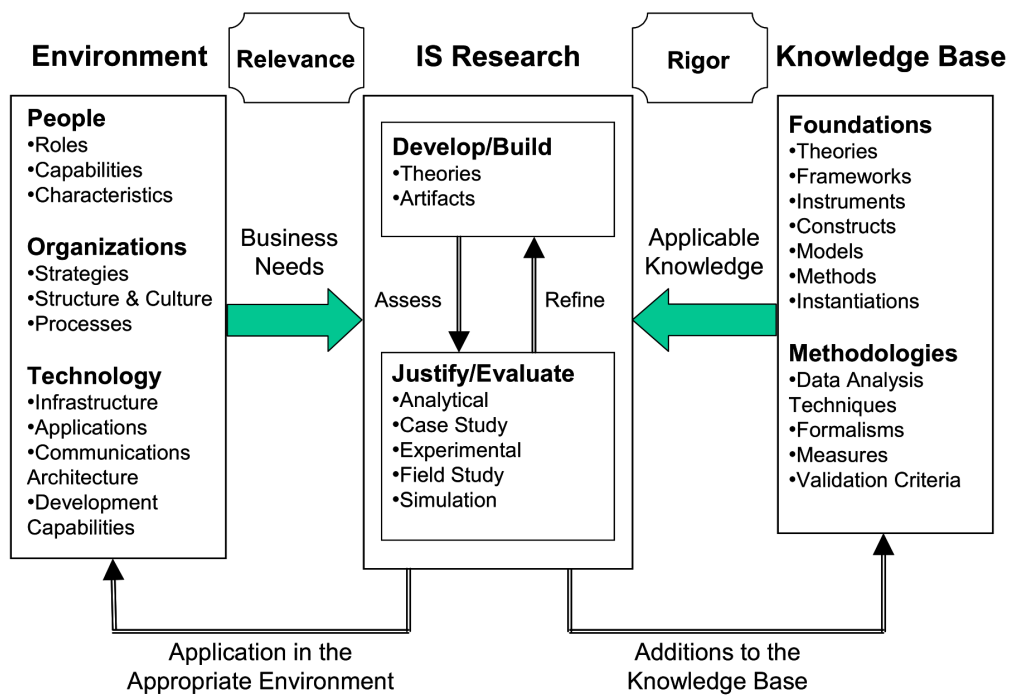 Environment
Relevance
IS Research
Rigor
Knowledge Base
People
•Roles
•Capabilities
•Characteristics
Organizations
•Strategies
•Structure & Culture
•Processes
Technology
•Infrastructure
•Applications
•Communications
Architecture
•Development
Capabilities
Business
Needs
Develop/Build
•Theories
•Artifacts
Assess
Refine
Justify/Evaluate
•Analytical
•Case Study
•Experimental
•Field Study
•Simulation
Applicable
Knowledge
Foundations
•Theories
•Frameworks
•Instruments
•Constructs
•Models
•Methods
•Instantiations
Methodologies
•Data Analysis
Techniques
•Formalisms
•Measures
•Validation Criteria
Application in the
Appropriate Environment
Additions to the
Knowledge Base